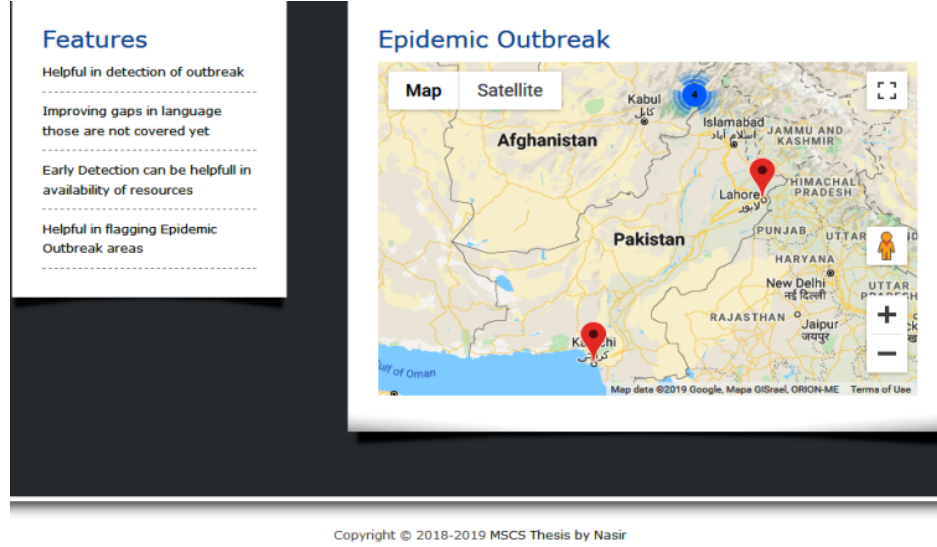 Features
Helpful in detection of outbreak
Improving gaps in language
those are not covered yet
Early Detection can be helpfull in
availability of resources
Helpful in flagging Epidemic
Outbreak areas
Epidemic Outbreak
Map Satellite
4
Kabul
کابل
Islamabad
اسلام آباد
JAMMU AND
KASHMIR
Afghanistan
HIMACHAL
PRADESH
Lahore
لاہور
PUNJAB
UTTAR
Pakistan
HARYANA
New Delhi
नई दिल्ली
UTTAR
RAJASTHAN
Jaipur
जयपुर
+
−
كراچى
Gulf of Oman
Map data ©2019 Google, Mapa GISrael, ORION-ME Terms of Use
Copyright © 2018-2019 MSCS Thesis by Nasir